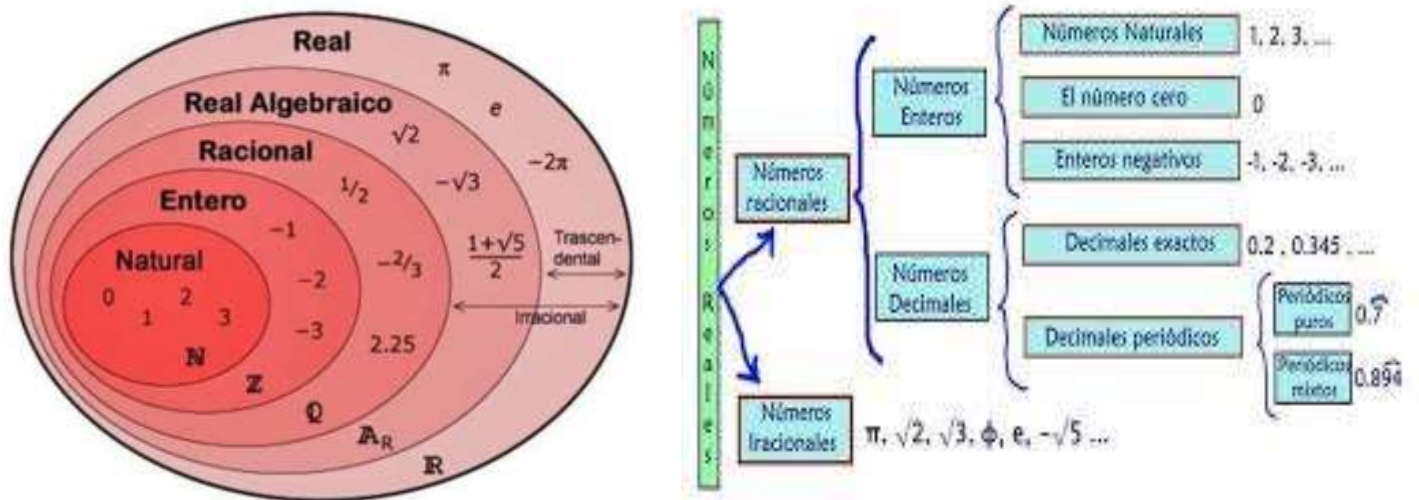 Real
π
Real Algebraico
e
√2
Racional
-2π
1/2
-√3
Entero
-1
1+√5
2
Trascen-
dental
Natural
-2/3
-2
0
2
1
3
Irracional
-3
2.25
ℕ
ℤ
ℚ
𝔸R
ℝ
Números Reales
Números
racionales
Números
Enteros
Números Naturales 1, 2, 3, ...
El número cero 0
Enteros negativos -1, -2, -3, ...
Números
Decimales
Decimales exactos 0.2 , 0.345 , ...
Decimales periódicos
Periódicos
puros
0.7̂
Periódicos
mixtos
0.89͡4
Números
Iracionales
π, √2, √3, ϕ, e, -√5 ...